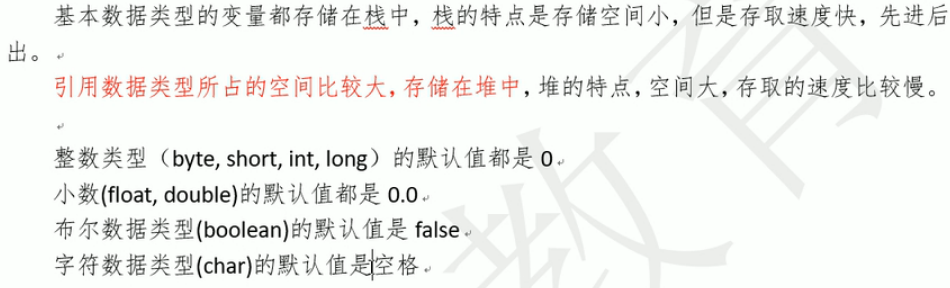 基本数据类型的变量都存储在栈中，栈的特点是存储空间小，但是存取速度快，先进后
出。
引用数据类型所占的空间比较大，存储在堆中，堆的特点，空间大，存取的速度比较慢。
整数类型（byte, short, int, long）的默认值都是 0
小数(float, double)的默认值都是 0.0
布尔数据类型(boolean)的默认值是 false
字符数据类型(char)的默认值是空格
教育